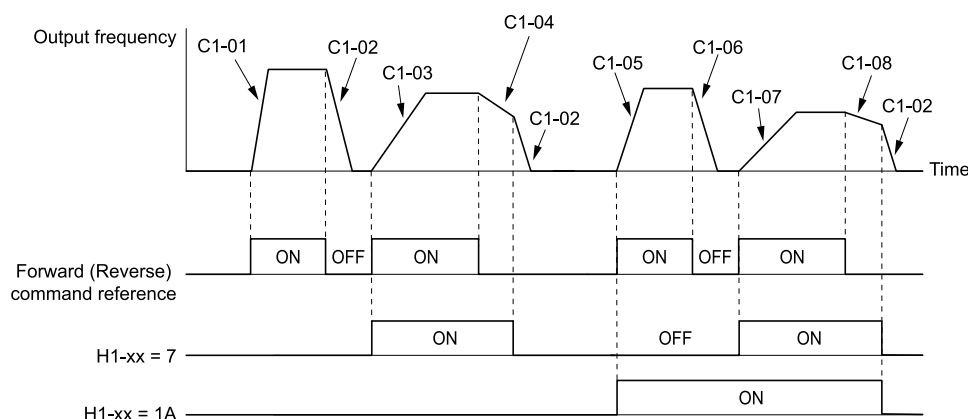 Output frequency
C1-01
C1-02
C1-03
C1-04
C1-02
C1-05
C1-06
C1-07
C1-08
C1-02
Time
Forward (Reverse)
command reference
ON
OFF
ON
ON
OFF
ON
H1-xx = 7
ON
OFF
ON
H1-xx = 1A
ON